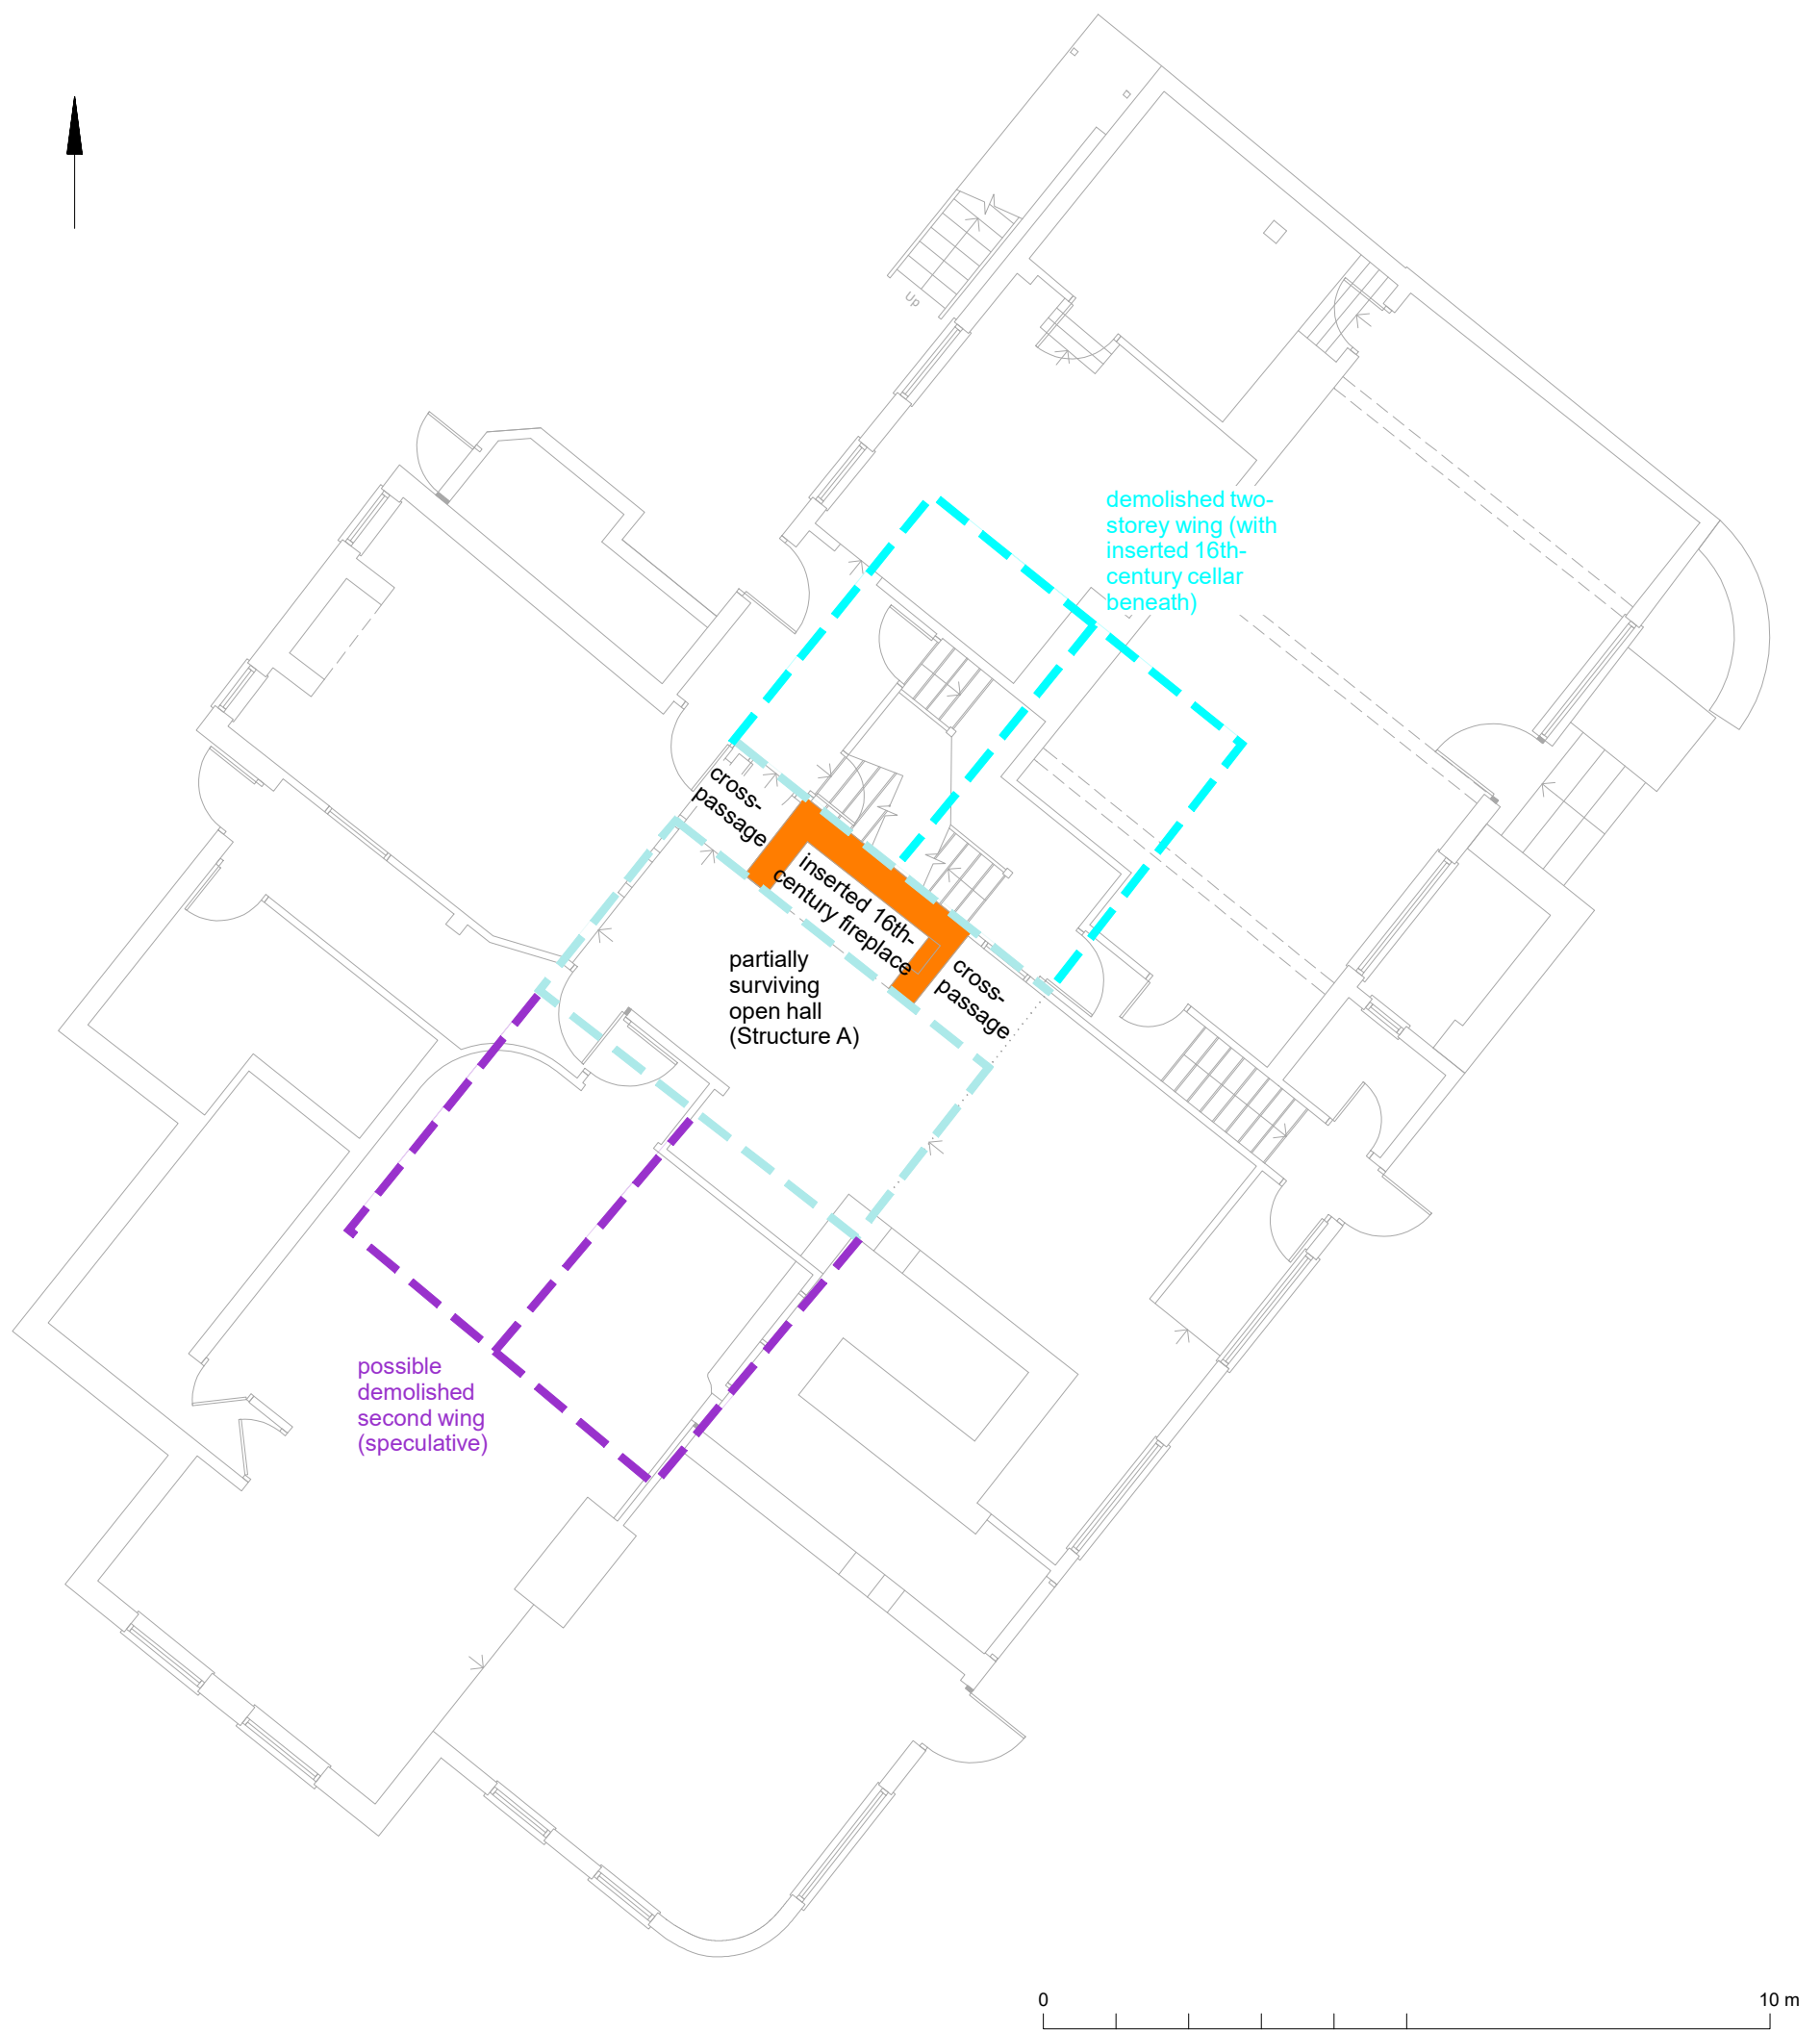 up
demolished two-
storey wing (with
inserted 16th-
century cellar
beneath)
cross-
passage
inserted 16th-
century fireplace
partially
surviving
open hall
(Structure A)
cross-
passage
possible
demolished
second wing
(speculative)
0
10 m